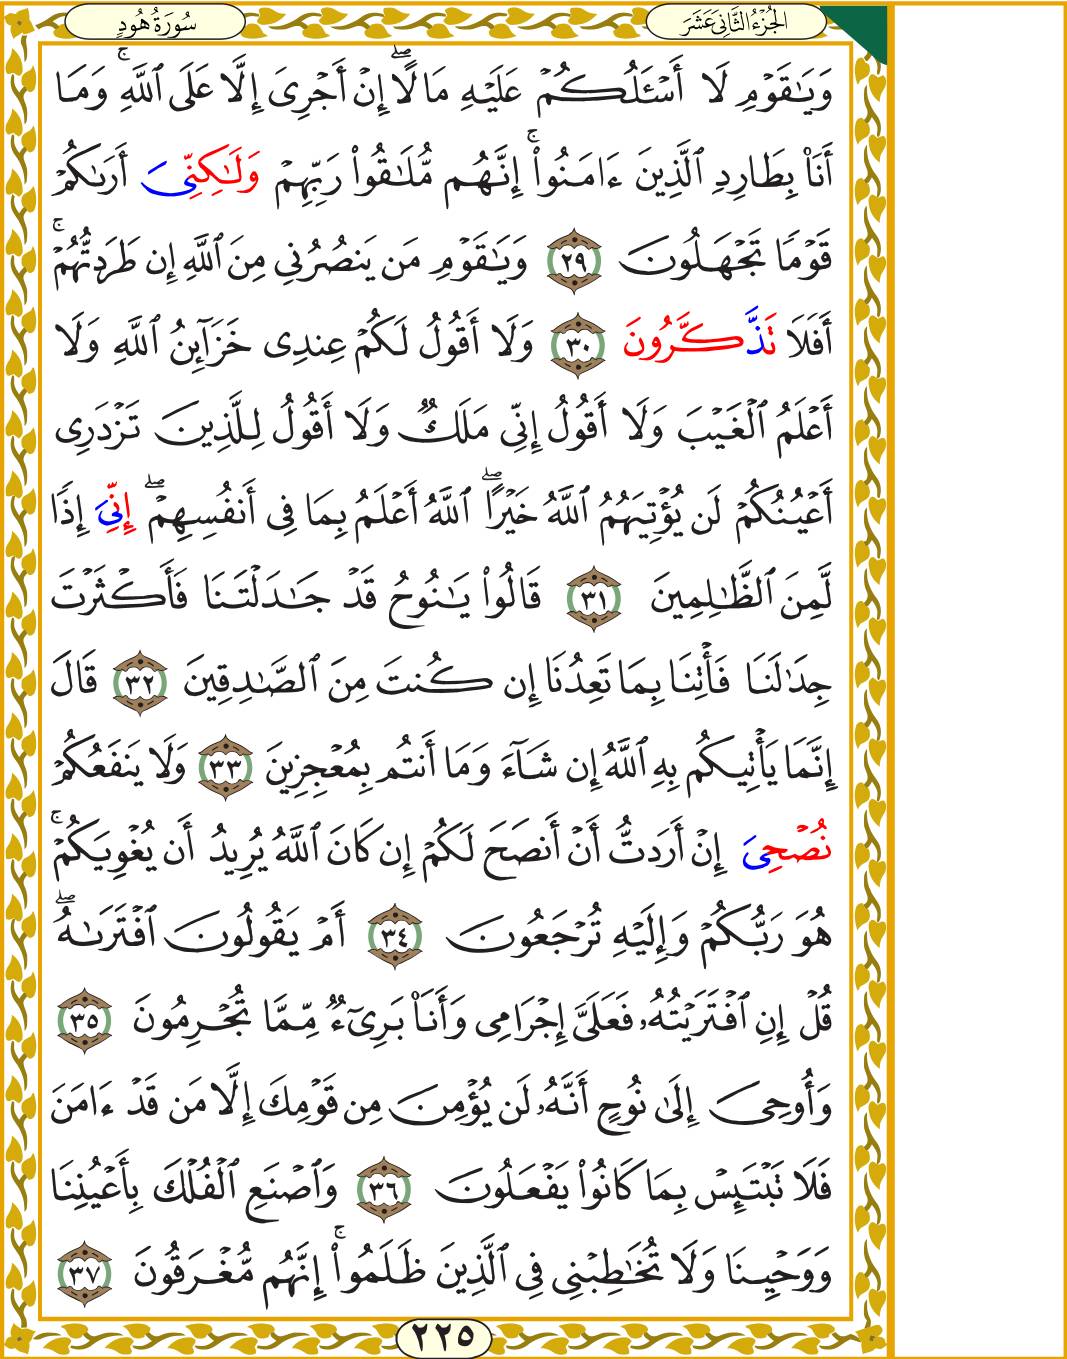 الجُزْءُ الثَّانِيَ عَشَرَ
سُورَةُ هُودٍ
وَيَٰقَوْمِ لَآ أَسْـَٔلُكُمْ عَلَيْهِ مَالًاۖ إِنْ أَجْرِىَ إِلَّا عَلَى ٱللَّهِۚ وَمَآ
أَنَا۠ بِطَارِدِ ٱلَّذِينَ ءَامَنُوٓا۟ۚ إِنَّهُم مُّلَٰقُوا۟ رَبِّهِمْ وَلَٰكِنِّىَ أَرَىٰكُمْ
قَوْمًا تَجْهَلُونَ ٢٩ وَيَٰقَوْمِ مَن يَنصُرُنِى مِنَ ٱللَّهِ إِن طَرَدتُّهُمْۚ
أَفَلَا تَذَّكَّرُونَ ٣٠ وَلَآ أَقُولُ لَكُمْ عِندِى خَزَآئِنُ ٱللَّهِ وَلَآ
أَعْلَمُ ٱلْغَيْبَ وَلَآ أَقُولُ إِنِّى مَلَكٌ وَلَآ أَقُولُ لِلَّذِينَ تَزْدَرِىٓ
أَعْيُنُكُمْ لَن يُؤْتِيَهُمُ ٱللَّهُ خَيْرًاۖ ٱللَّهُ أَعْلَمُ بِمَا فِىٓ أَنفُسِهِمْۖ إِنِّىَ إِذًا
لَّمِنَ ٱلظَّٰلِمِينَ ٣١ قَالُوا۟ يَٰنُوحُ قَدْ جَٰدَلْتَنَا فَأَكْثَرْتَ
جِدَٰلَنَا فَأْتِنَا بِمَا تَعِدُنَآ إِن كُنتَ مِنَ ٱلصَّٰدِقِينَ ٣٢ قَالَ
إِنَّمَا يَأْتِيكُم بِهِ ٱللَّهُ إِن شَآءَ وَمَآ أَنتُم بِمُعْجِزِينَ ٣٣ وَلَا يَنفَعُكُمْ
نُصْحِىَ إِنْ أَرَدتُّ أَنْ أَنصَحَ لَكُمْ إِن كَانَ ٱللَّهُ يُرِيدُ أَن يُغْوِيَكُمْۚ
هُوَ رَبُّكُمْ وَإِلَيْهِ تُرْجَعُونَ ٣٤ أَمْ يَقُولُونَ ٱفْتَرَىٰهُۖ
قُلْ إِنِ ٱفْتَرَيْتُهُۥ فَعَلَىَّ إِجْرَامِى وَأَنَا۠ بَرِىٓءٌ مِّمَّا تُجْرِمُونَ ٣٥
وَأُوحِىَ إِلَىٰ نُوحٍ أَنَّهُۥ لَن يُؤْمِنَ مِن قَوْمِكَ إِلَّا مَن قَدْ ءَامَنَ
فَلَا تَبْتَئِسْ بِمَا كَانُوا۟ يَفْعَلُونَ ٣٦ وَٱصْنَعِ ٱلْفُلْكَ بِأَعْيُنِنَا
وَوَحْيِنَا وَلَا تُخَٰطِبْنِى فِى ٱلَّذِينَ ظَلَمُوٓا۟ۚ إِنَّهُم مُّغْرَقُونَ ٣٧
٢٢٥